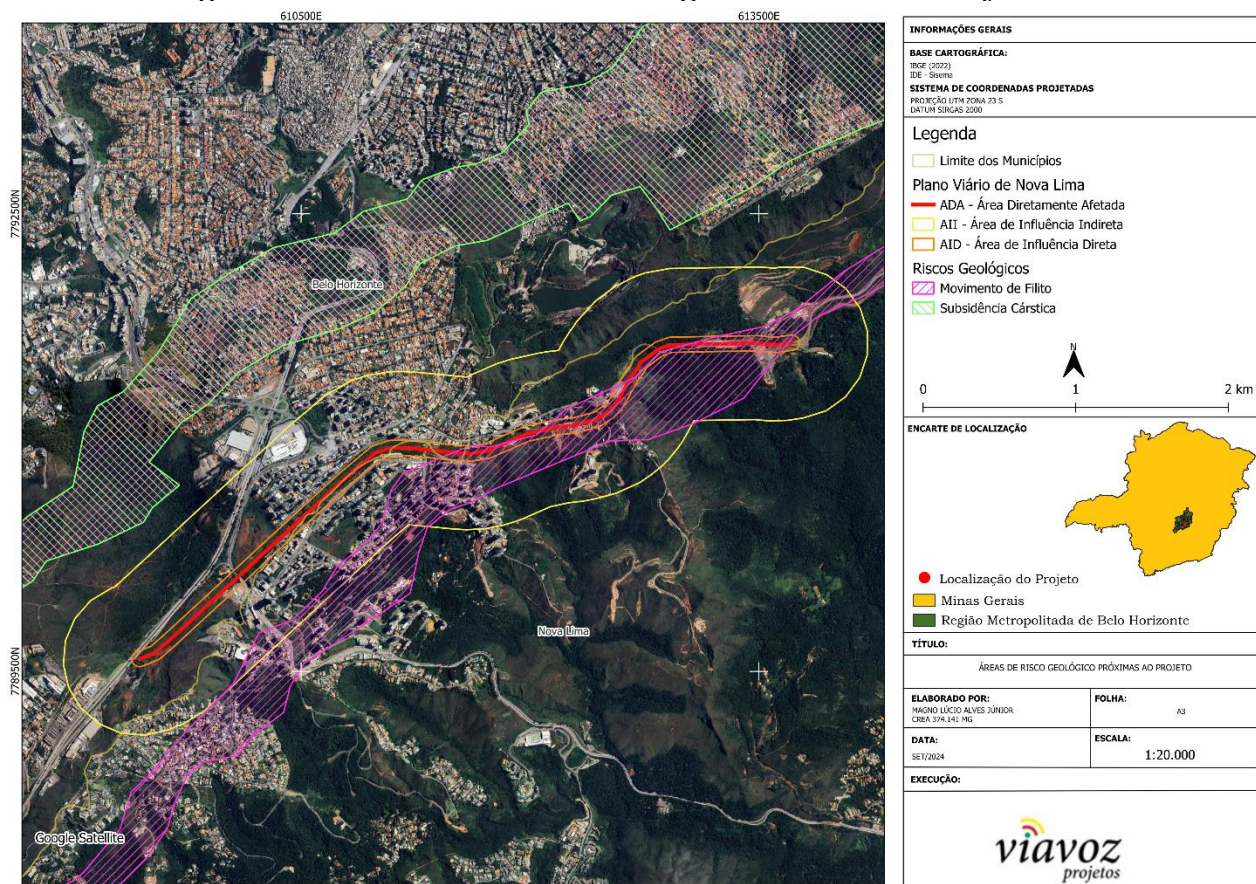 610500E
613500E
7792500N
7789500N
Belo Horizonte
Nova Lima
Google Satellite
INFORMAÇÕES GERAIS
BASE CARTOGRÁFICA:
IBGE (2022)
IDE - Sisema
SISTEMA DE COORDENADAS PROJETADAS
PROJEÇÃO UTM ZONA 23 S
DATUM SIRGAS 2000
Legenda
Limite dos Municípios
Plano Viário de Nova Lima
ADA - Área Diretamente Afetada
AII - Área de Influência Indireta
AID - Área de Influência Direta
Riscos Geológicos
Movimento de Filito
Subsidência Cárstica
N
0 1 2 km
ENCARTE DE LOCALIZAÇÃO
Localização do Projeto
Minas Gerais
Região Metropolitada de Belo Horizonte
TÍTULO:
ÁREAS DE RISCO GEOLÓGICO PRÓXIMAS AO PROJETO
ELABORADO POR:
MAGNO LÚCIO ALVES JÚNIOR
CREA 374.141 MG
FOLHA:
A3
DATA:
SET/2024
ESCALA:
1:20.000
EXECUÇÃO:
viavoz
projetos